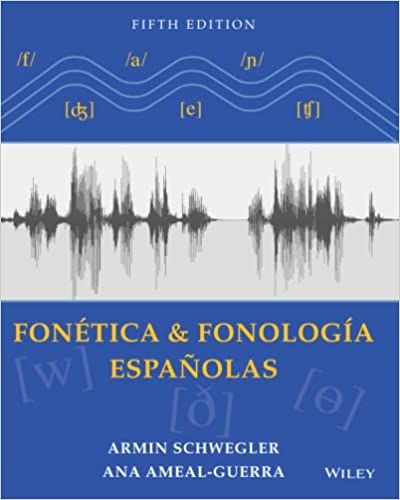 FIFTH EDITION
/f/ /a/ /ɲ/
[ʤ] [e] [ʧ]
FONÉTICA & FONOLOGÍA
ESPAÑOLAS
[w] [ð] [ɵ]
ARMIN SCHWEGLER
ANA AMEAL-GUERRA
WILEY